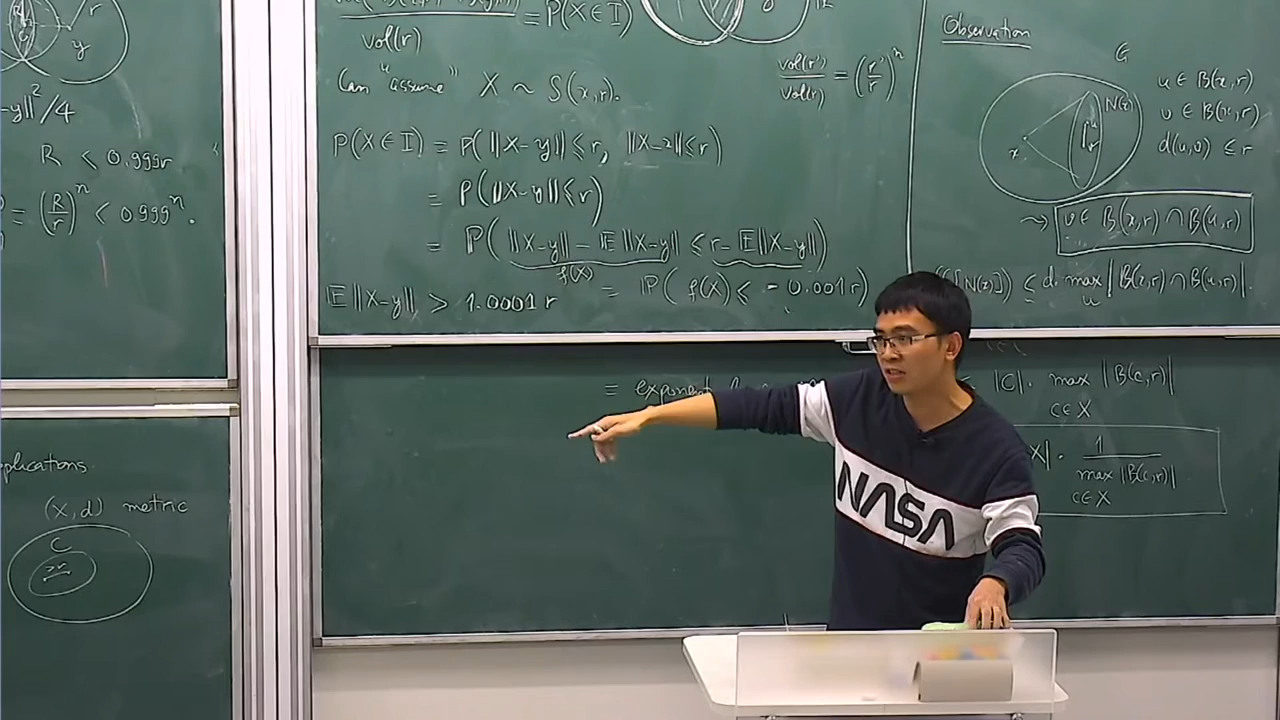 y
r
-y‖²/4
R < 0.999r
= (R/r)ⁿ < 0.999ⁿ.
vol(r)
= P(X ∈ I)
Can "assume" X ~ S(x,r).
vol(r')/vol(r) = (r'/r)ⁿ
P(X ∈ I) = P(‖X-y‖ ≤ r, ‖X-z‖ ≤ r)
= P(‖X-y‖ ≤ r)
= P(‖X-y‖ - E‖X-y‖ ≤ r - E‖X-y‖)
f(X)
E‖X-y‖ > 1.0001 r
= P(f(X) ≤ -0.001r)
Observation
G
N(x)
x
u
r
u ∈ B(x,r)
v ∈ B(x,r)
d(u,v) ≤ r
⇝ v ∈ B(x,r) ∩ B(u,r)
N(x)]) ≤ d·max |B(x,r) ∩ B(u,r)|.
u
=
|C| · max |B(c,r)|
c∈X
X| · 1/max |B(c,r)|
c∈X
pplications
(X,d) metric
C
>r
NASA